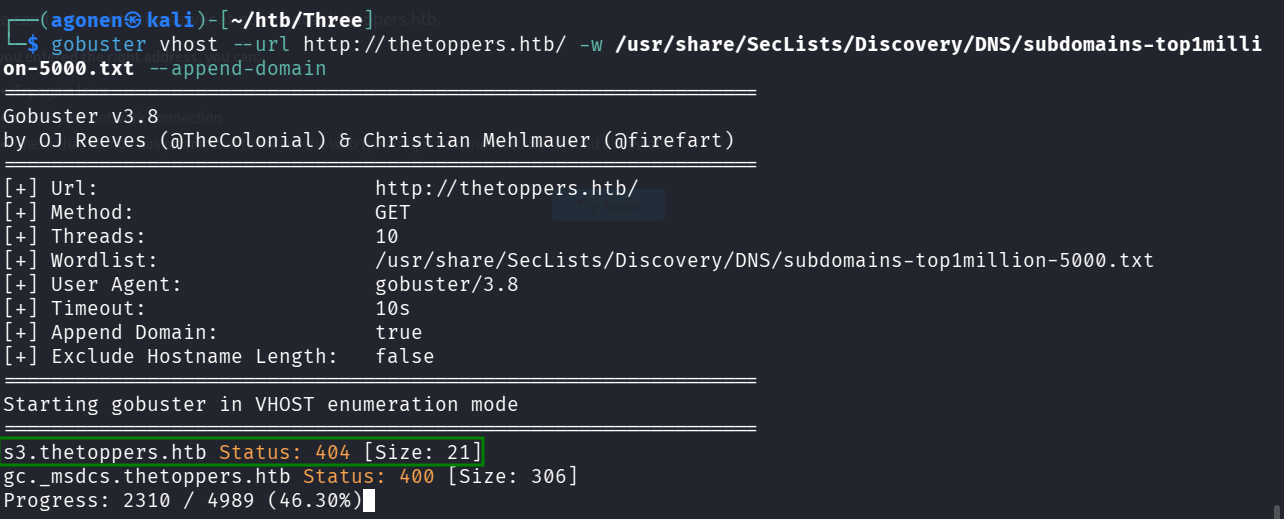 (agonen㉿kali)-[~/htb/Three]
$ gobuster vhost --url http://thetoppers.htb/ -w /usr/share/SecLists/Discovery/DNS/subdomains-top1milli
on-5000.txt --append-domain
===============================================================
Gobuster v3.8
by OJ Reeves (@TheColonial) & Christian Mehlmauer (@firefart)
===============================================================
[+] Url:                       http://thetoppers.htb/
[+] Method:                    GET
[+] Threads:                   10
[+] Wordlist:                  /usr/share/SecLists/Discovery/DNS/subdomains-top1million-5000.txt
[+] User Agent:                gobuster/3.8
[+] Timeout:                   10s
[+] Append Domain:             true
[+] Exclude Hostname Length:   false
===============================================================
Starting gobuster in VHOST enumeration mode
===============================================================
s3.thetoppers.htb Status: 404 [Size: 21]
gc._msdcs.thetoppers.htb Status: 400 [Size: 306]
Progress: 2310 / 4989 (46.30%)
Try Again